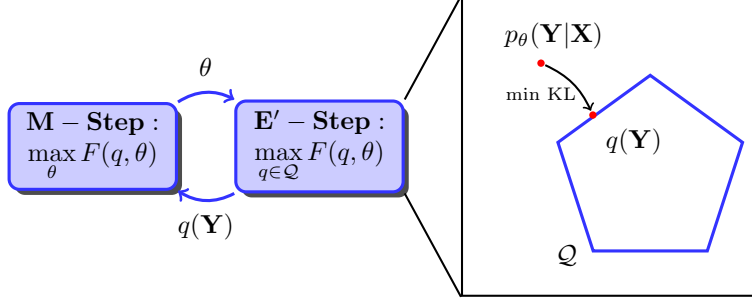 θ
M − Step :
max F(q, θ)
θ
E′ − Step :
max F(q, θ)
q∈𝒬
q(Y)
p_θ(Y|X)
min KL
q(Y)
𝒬